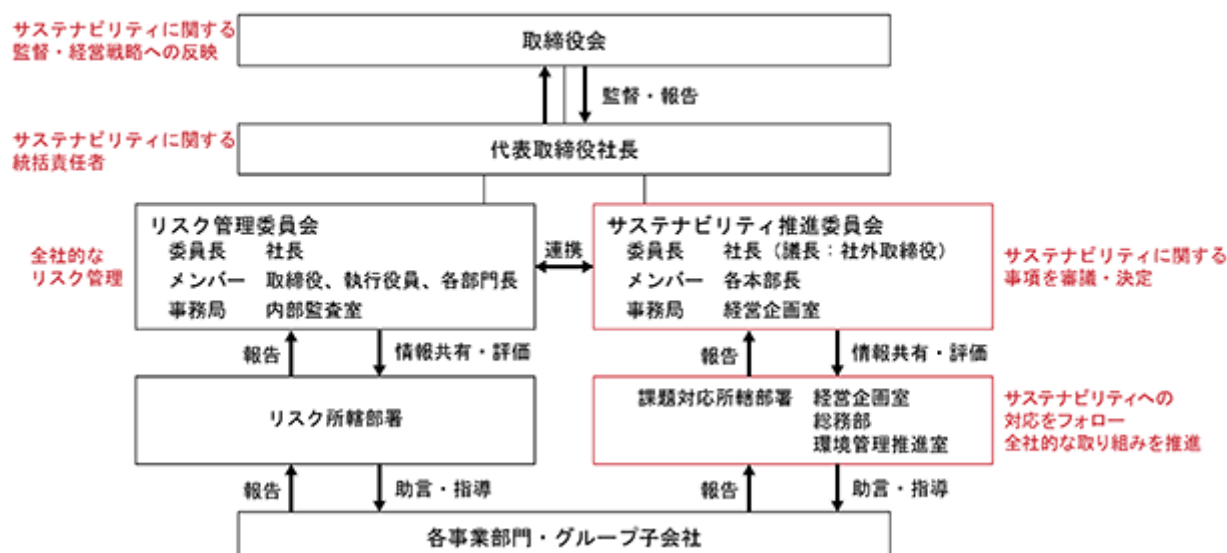 サステナビリティに関する
監督・経営戦略への反映
取締役会
監督・報告
サステナビリティに関する
統括責任者
代表取締役社長
全社的な
リスク管理
リスク管理委員会
委員長 社長
メンバー 取締役、執行役員、各部門長
事務局 内部監査室
連携
サステナビリティ推進委員会
委員長 社長（議長：社外取締役）
メンバー 各本部長
事務局 経営企画室
サステナビリティに関する
事項を審議・決定
報告
情報共有・評価
報告
情報共有・評価
リスク所轄部署
課題対応所轄部署 経営企画室
総務部
環境管理推進室
サステナビリティへの
対応をフォロー
全社的な取り組みを推進
報告
助言・指導
報告
助言・指導
各事業部門・グループ子会社